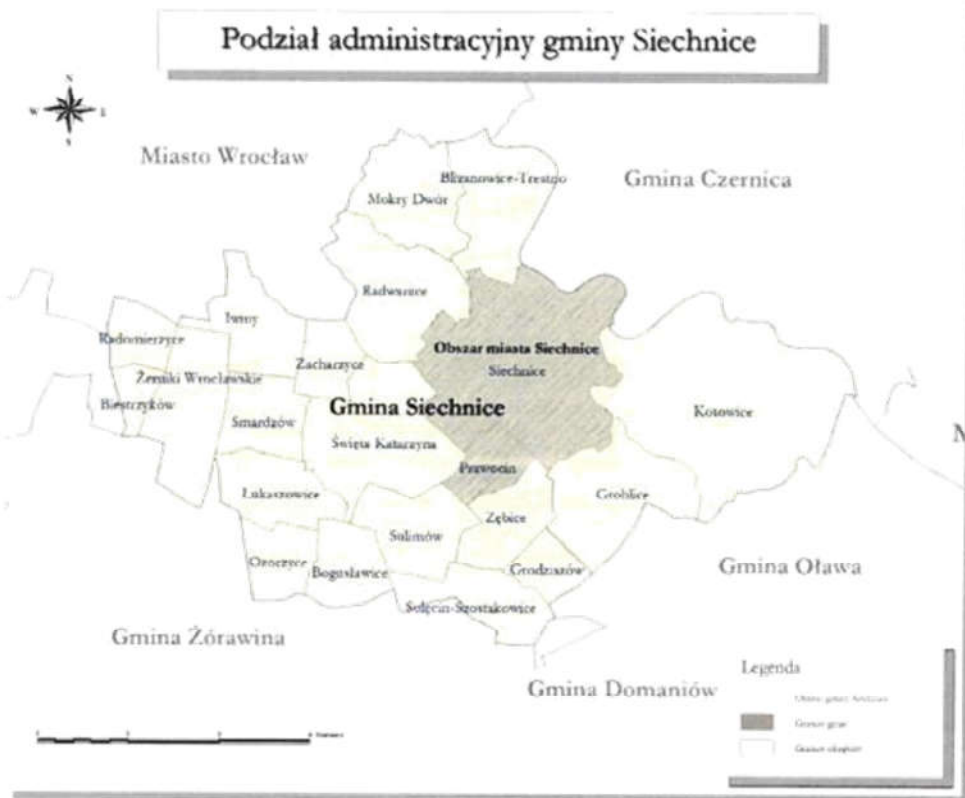 Podział administracyjny gminy Siechnice
N
W E
S
Miasto Wrocław
Gmina Czernica
Blizanowice-Trestno
Mokry Dwór
Radwanice
Iwiny
Radomierzyce
Zacharzyce
Obszar miasta Siechnice
Siechnice
Żerniki Wrocławskie
Biestrzyków
Gmina Siechnice
Kotowice
Smardzów
Święta Katarzyna
Prawocin
Łukaszowice
Groblice
Zębice
Sulimów
Ozorzyce
Bogusławice
Grodziszów
Gmina Oława
Sulęcin-Szostakowice
Gmina Żórawina
Legenda
Gmina Domaniów